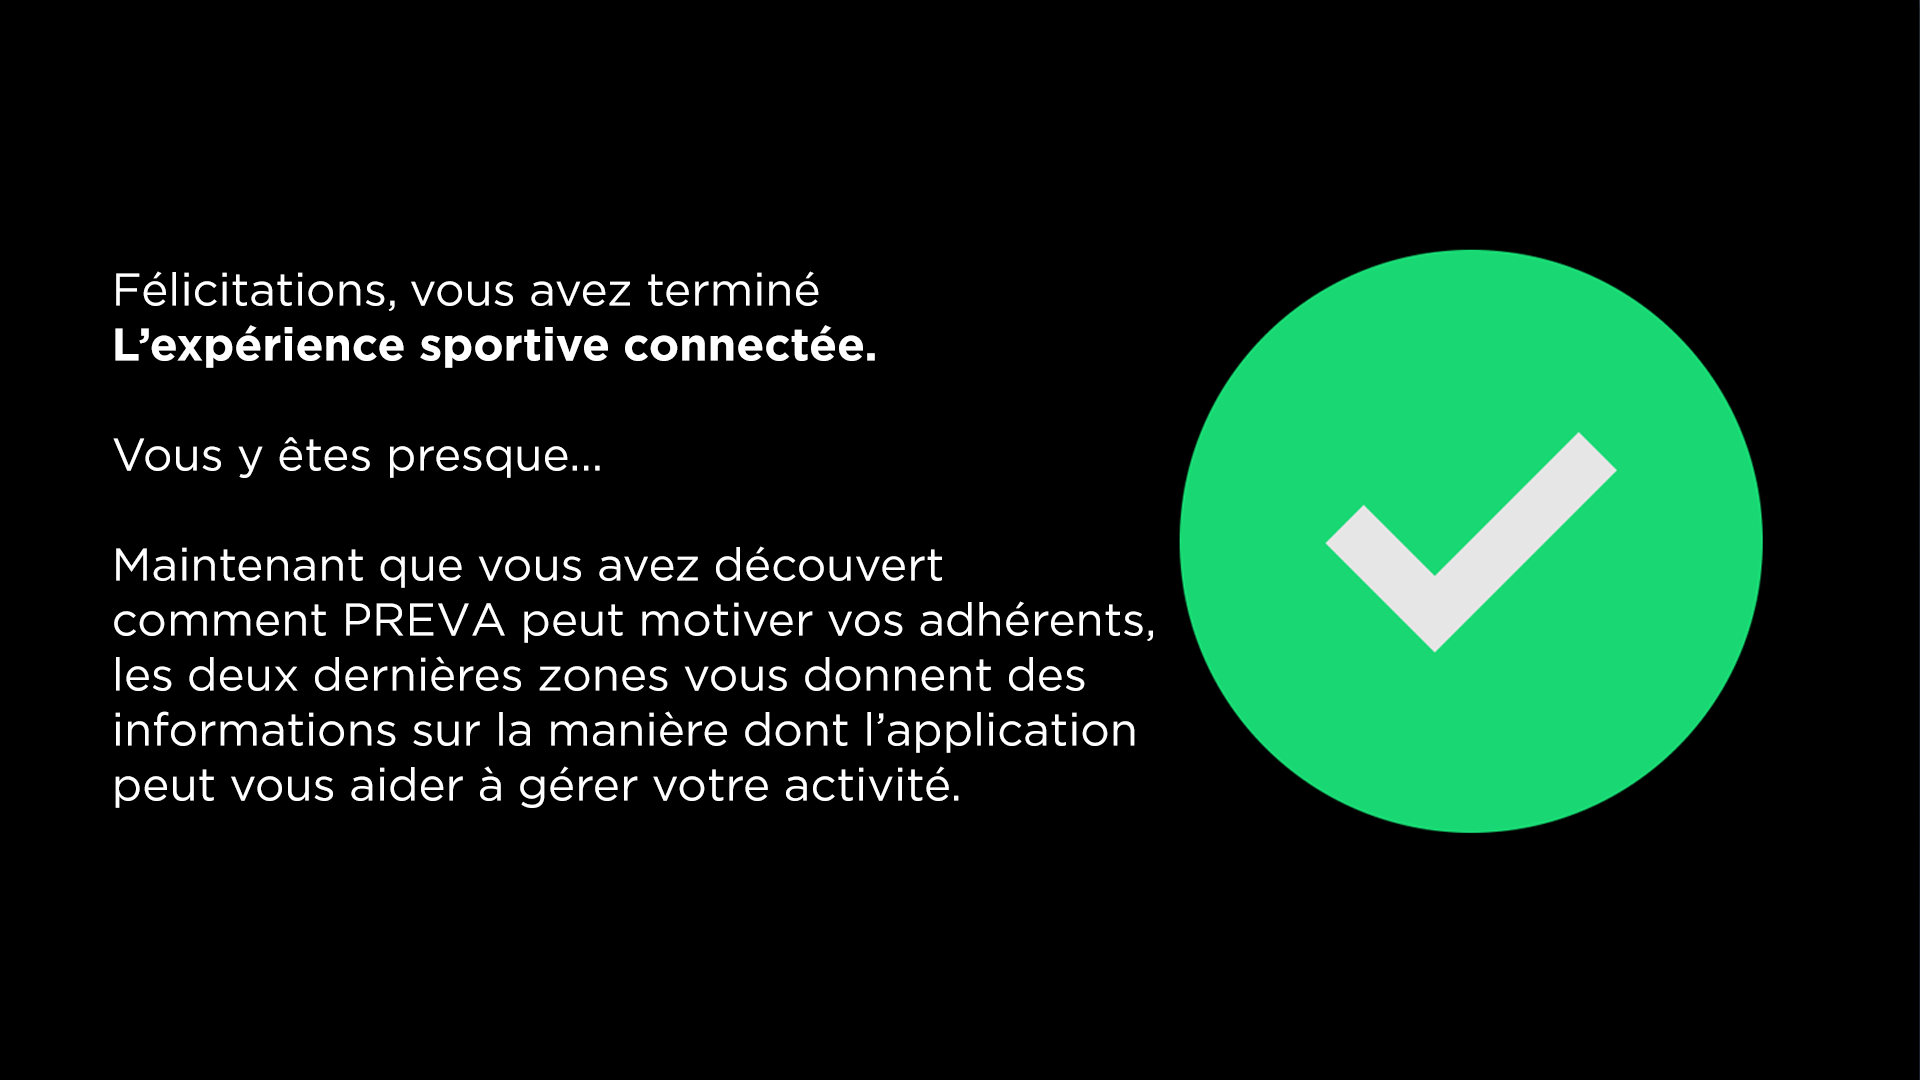 Félicitations, vous avez terminé
L’expérience sportive connectée.
Vous y êtes presque...
Maintenant que vous avez découvert
comment PREVA peut motiver vos adhérents,
les deux dernières zones vous donnent des
informations sur la manière dont l’application
peut vous aider à gérer votre activité.